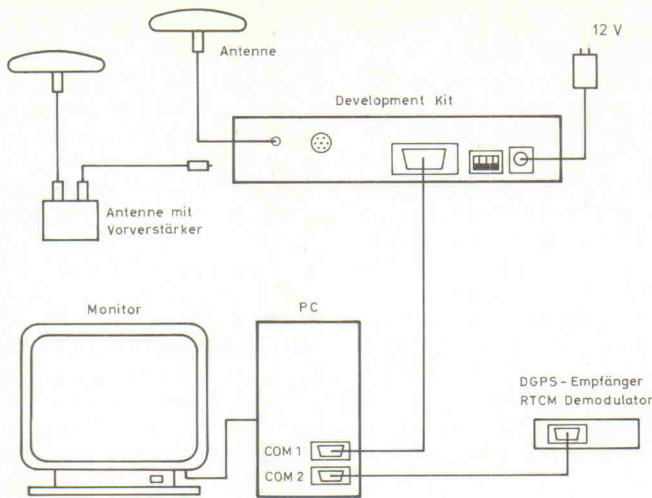 12 V
Antenne
Development Kit
Antenne mit
Vorverstärker
Monitor
PC
DGPS - Empfänger
RTCM Demodulator
COM 1
COM 2